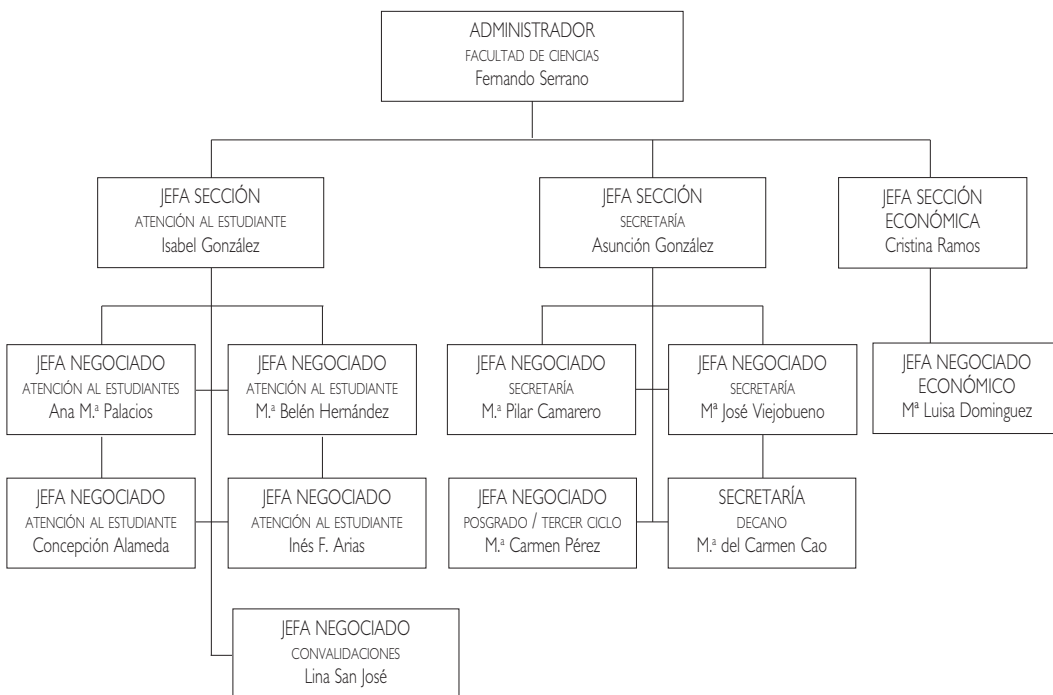 ADMINISTRADOR
FACULTAD DE CIENCIAS
Fernando Serrano
JEFA SECCIÓN
ATENCIÓN AL ESTUDIANTE
Isabel González
JEFA SECCIÓN
SECRETARÍA
Asunción González
JEFA SECCIÓN
ECONÓMICA
Cristina Ramos
JEFA NEGOCIADO
ATENCIÓN AL ESTUDIANTES
Ana M.ª Palacios
JEFA NEGOCIADO
ATENCIÓN AL ESTUDIANTE
M.ª Belén Hernández
JEFA NEGOCIADO
SECRETARÍA
M.ª Pilar Camarero
JEFA NEGOCIADO
SECRETARÍA
Mª José Viejobueno
JEFA NEGOCIADO
ECONÓMICO
Mª Luisa Dominguez
JEFA NEGOCIADO
ATENCIÓN AL ESTUDIANTE
Concepción Alameda
JEFA NEGOCIADO
ATENCIÓN AL ESTUDIANTE
Inés F. Arias
JEFA NEGOCIADO
POSGRADO / TERCER CICLO
M.ª Carmen Pérez
SECRETARÍA
DECANO
M.ª del Carmen Cao
JEFA NEGOCIADO
CONVALIDACIONES
Lina San José